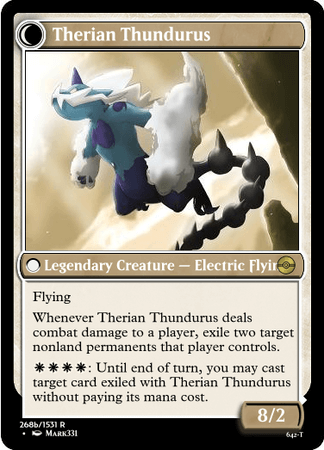 Therian Thundurus
Legendary Creature — Electric Flyin
Flying
Whenever Therian Thundurus deals
combat damage to a player, exile two target
nonland permanents that player controls.
: Until end of turn, you may cast
target card exiled with Therian Thundurus
without paying its mana cost.
8/2
268b/1531 R
• Mark331
642-T